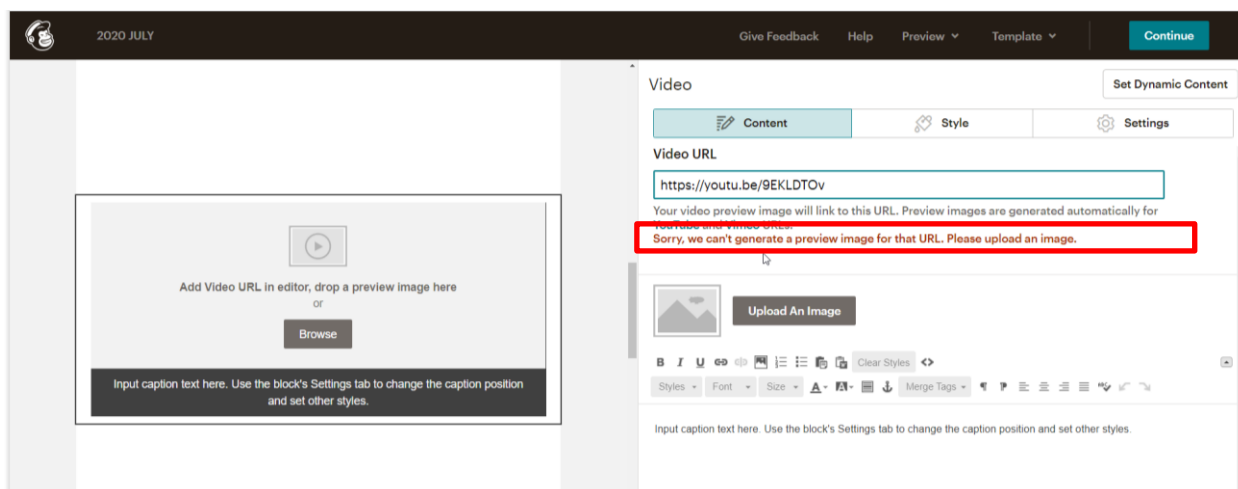 2020 JULY
Give Feedback Help Preview Template Continue
Video
Set Dynamic Content
Content Style Settings
Video URL
https://youtu.be/9EKLDTOv
Your video preview image will link to this URL. Preview images are generated automatically for
YouTube and Vimeo URLs.
Sorry, we can't generate a preview image for that URL. Please upload an image.
Add Video URL in editor, drop a preview image here
or
Browse
Input caption text here. Use the block's Settings tab to change the caption position
and set other styles.
Upload An Image
B I U Clear Styles <>
Styles Font Size A A Merge Tags ¶ ABC
Input caption text here. Use the block's Settings tab to change the caption position and set other styles.